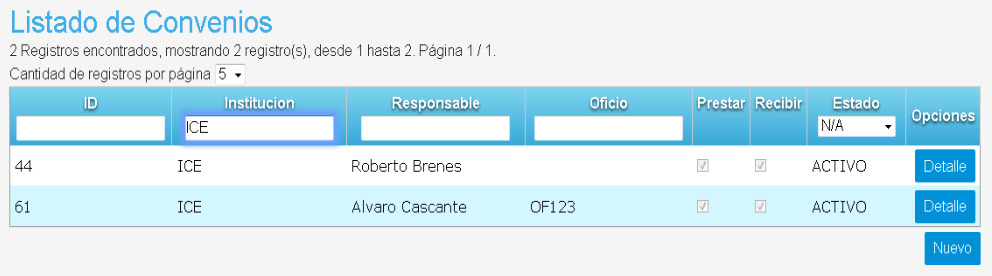 Listado de Convenios
2 Registros encontrados, mostrando 2 registro(s), desde 1 hasta 2. Página 1 / 1.
Cantidad de registros por página 5
ID Institucion Responsable Oficio Prestar Recibir Estado Opciones
ICE N/A
44 ICE Roberto Brenes ACTIVO Detalle
61 ICE Alvaro Cascante OF123 ACTIVO Detalle
Nuevo